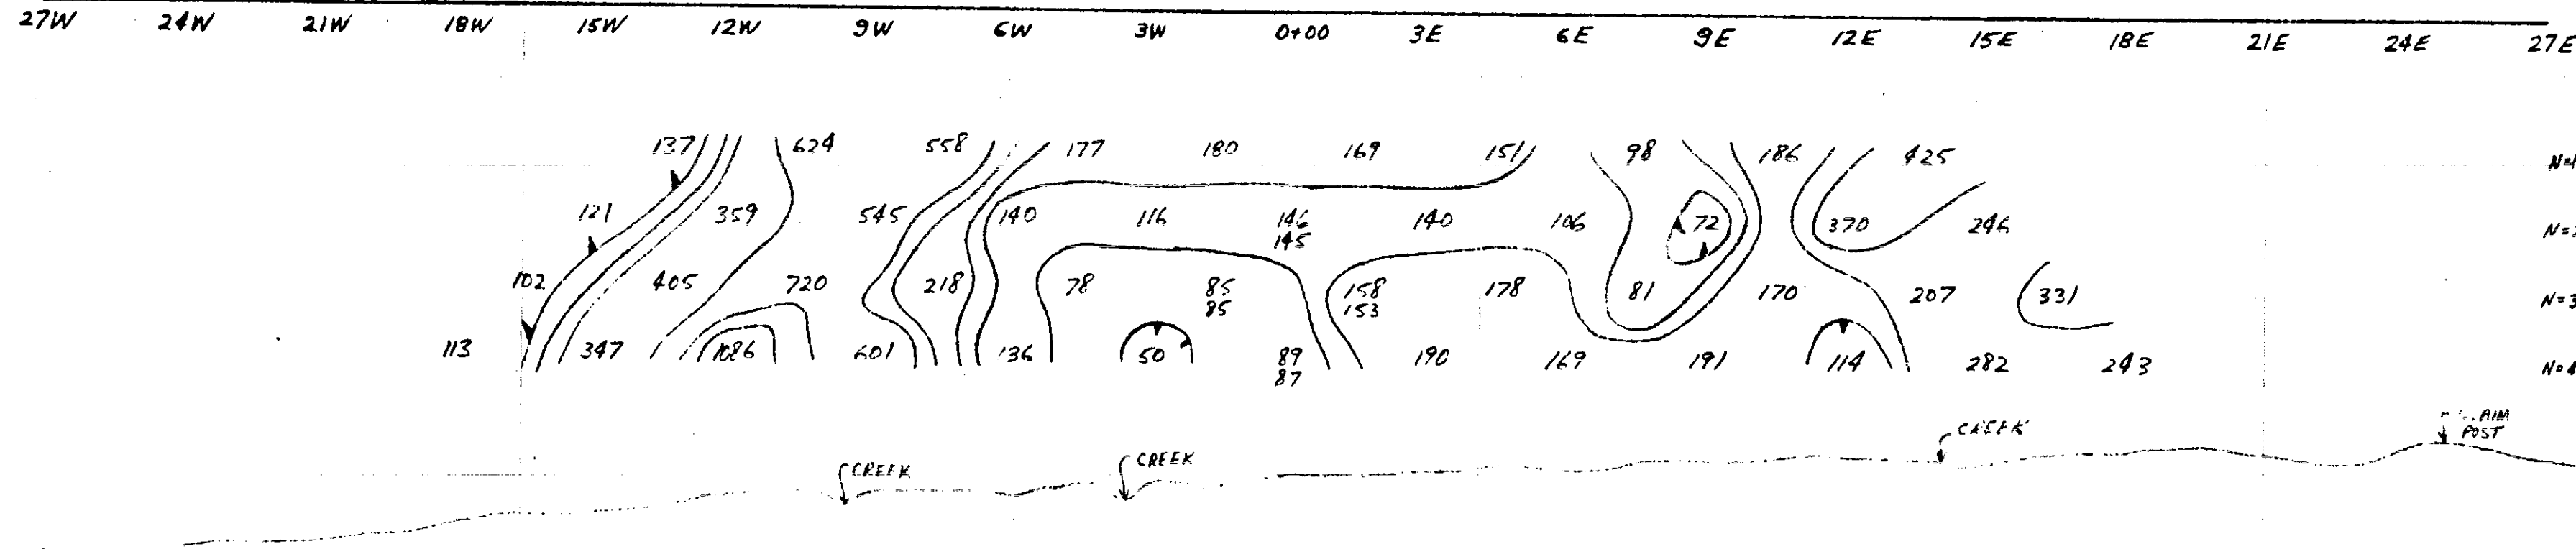 27W 24W 21W 18W 15W 12W 9W 6W 3W 0+00 3E 6E 9E 12E 15E 18E 21E 24E 27E
137 624 558 177 180 169 151 98 186 425
121 359 545 140 116 146 140 106 72 370 246
145
102 405 720 218 78 85 158 178 81 170 207 331 N=3
85 153
113 347 1086 601 136 50 89 190 169 191 114 282 243 N=4
87
CREEK CREEK CREEK
POST